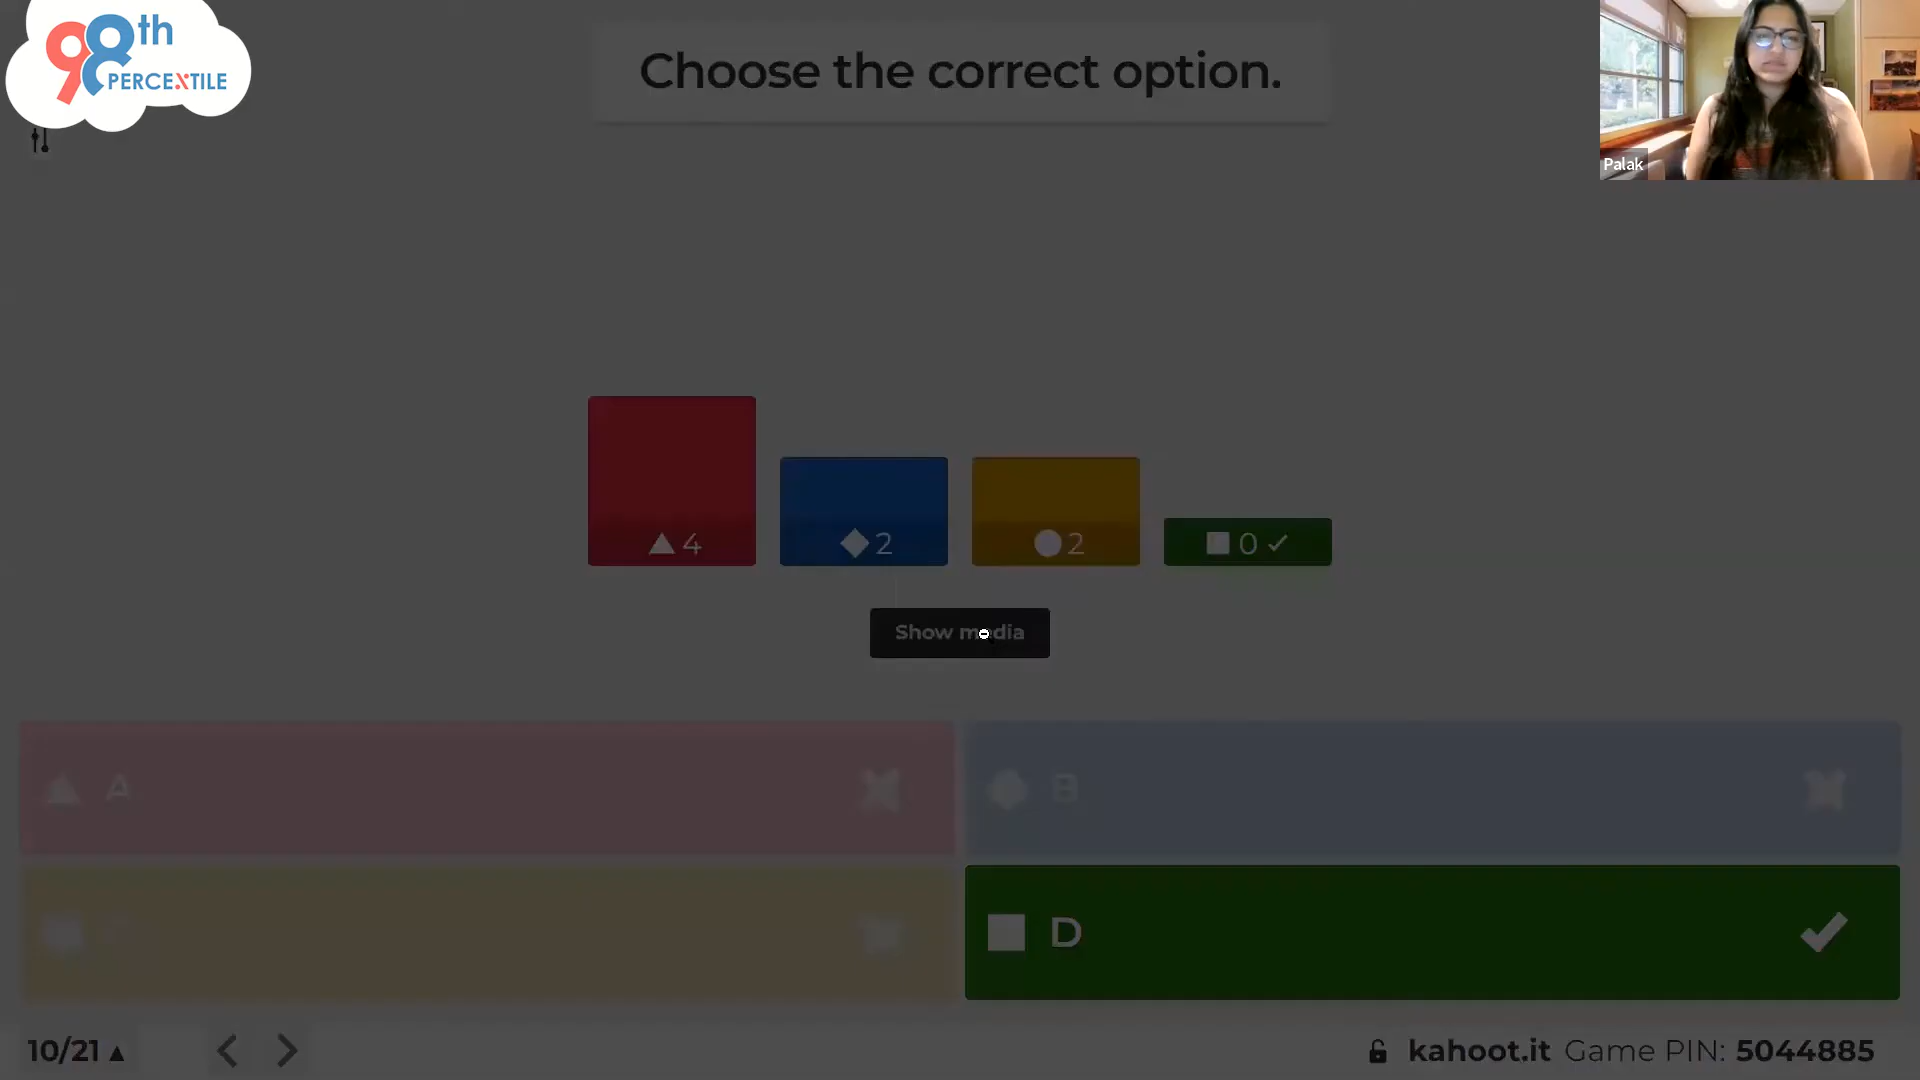 98th
PERCENTILE
Choose the correct option.
Palak
4
2
2
0
Show media
A
B
D
10/21
kahoot.it Game PIN: 5044885